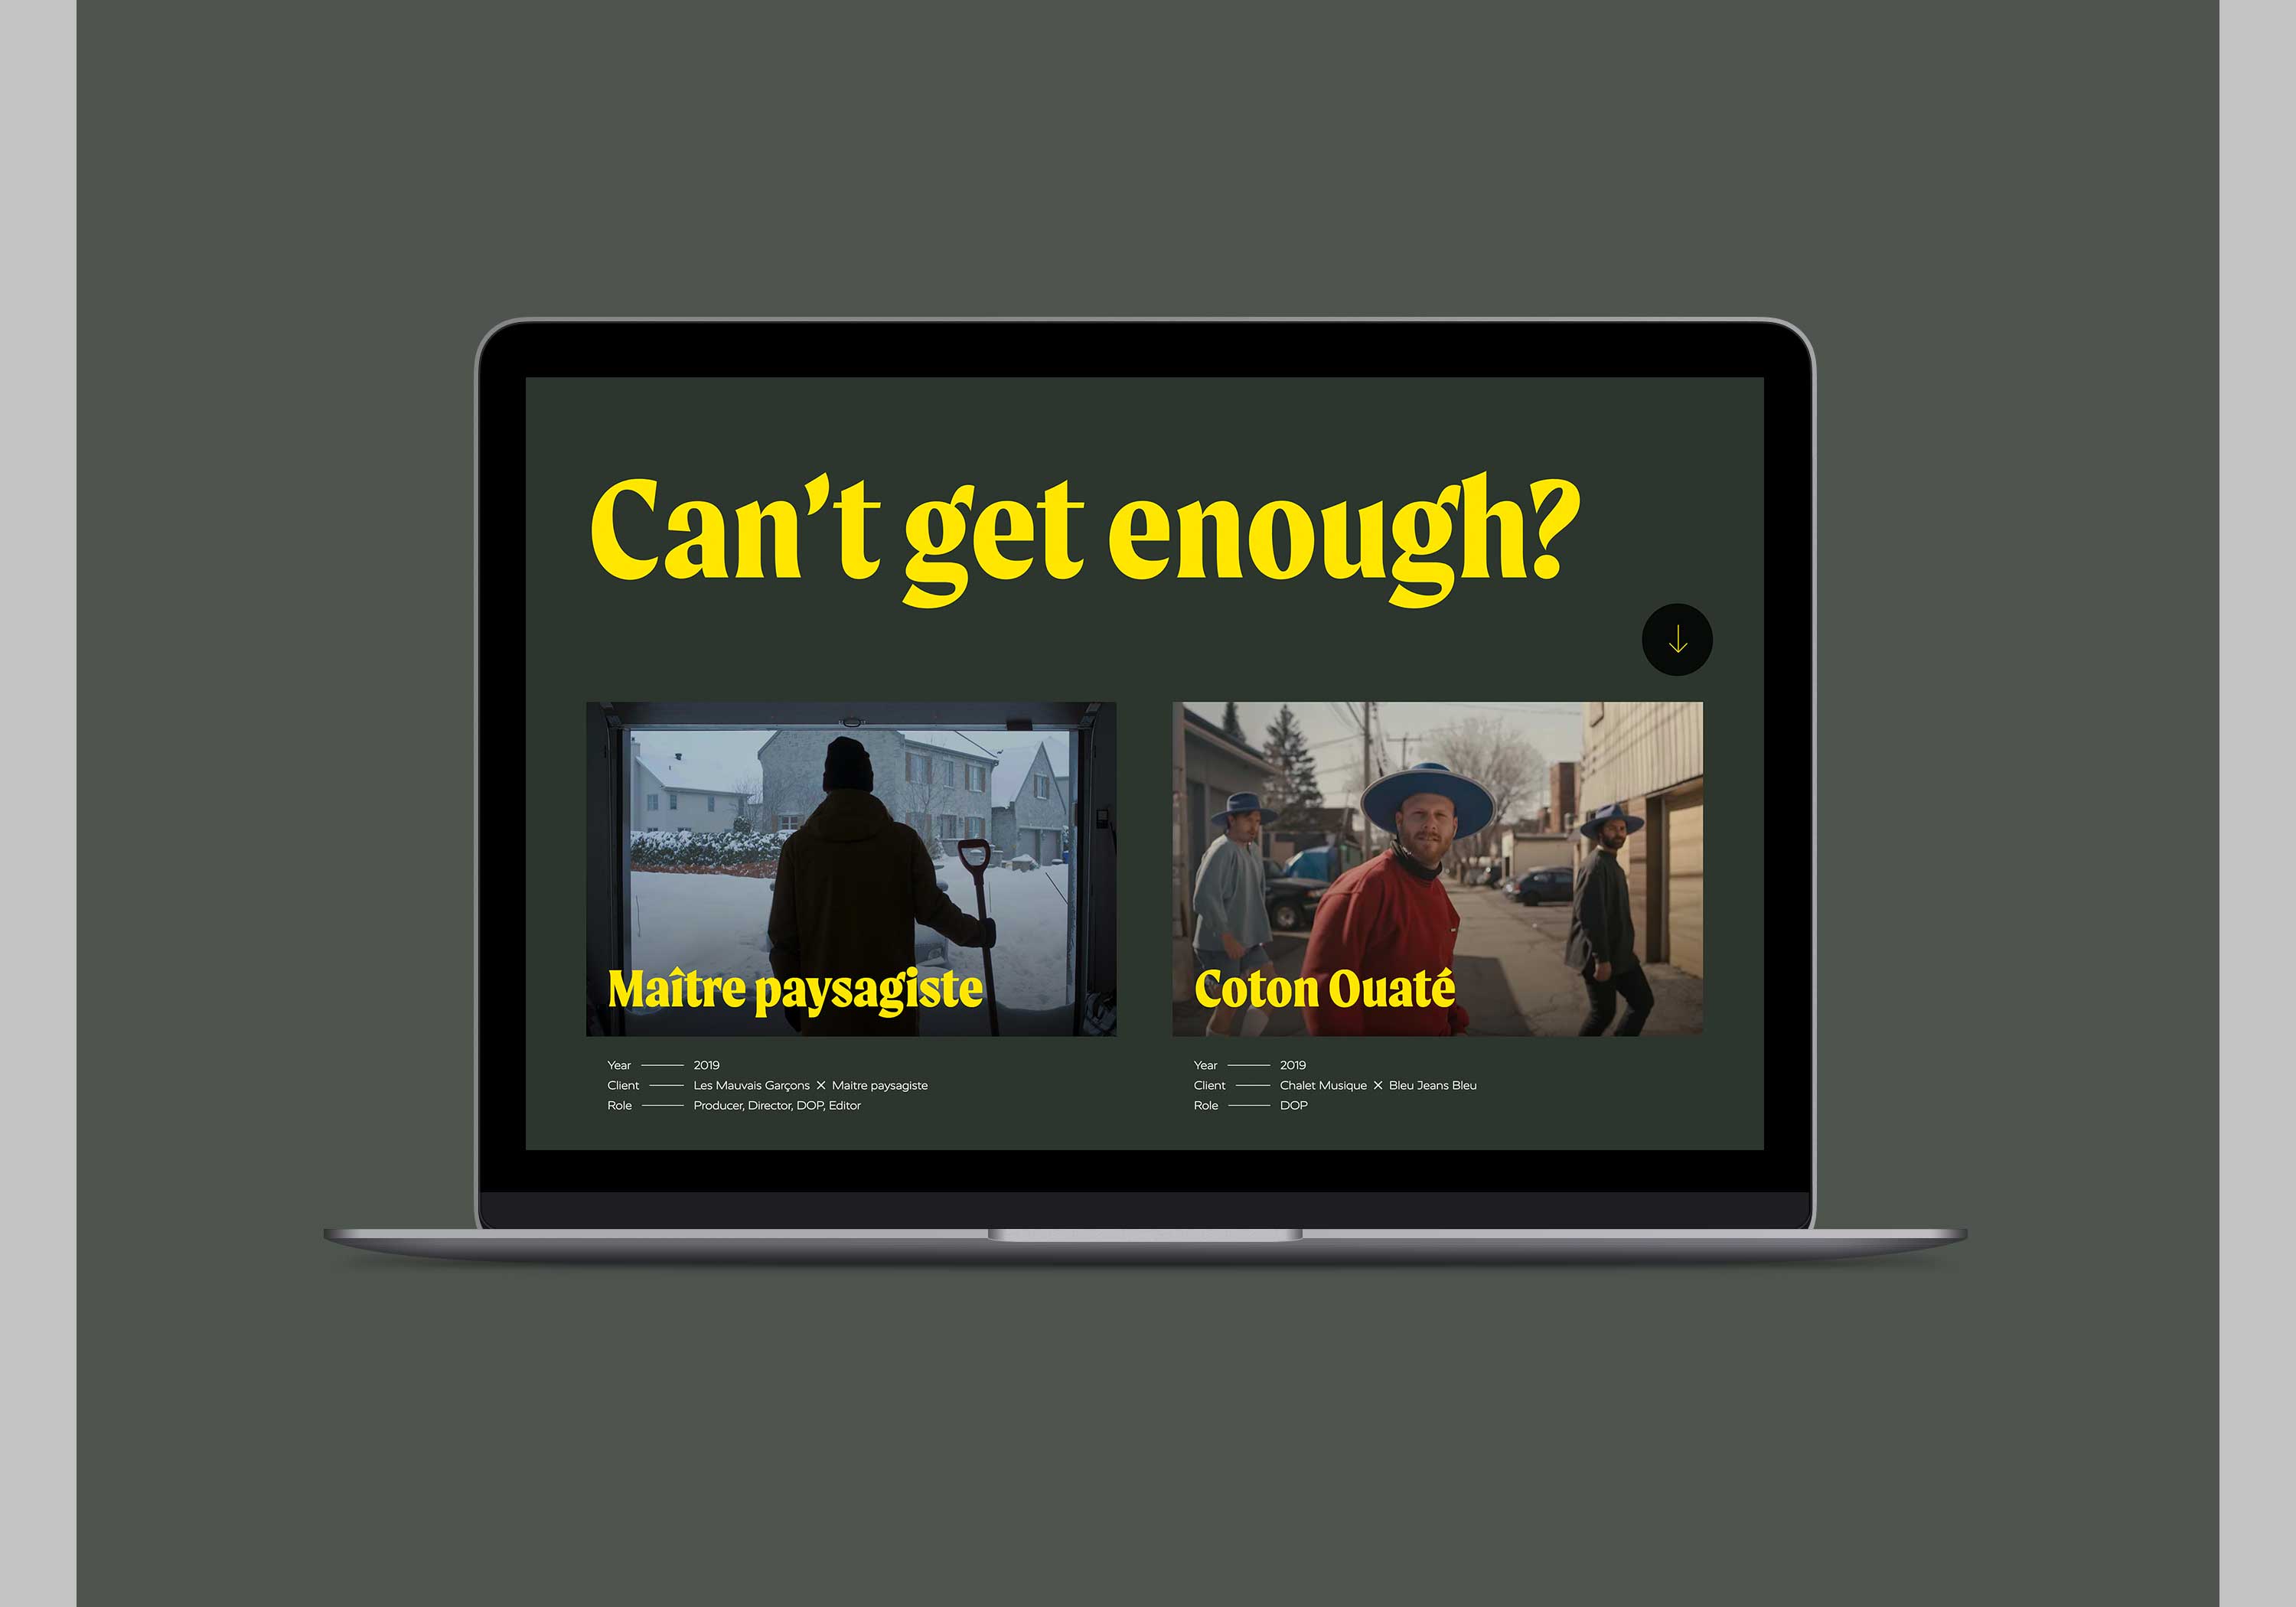 Can’t get enough?
Maître paysagiste
Coton Ouaté
Year 2019
Client Les Mauvais Garçons × Maitre paysagiste
Role Producer, Director, DOP, Editor
Year 2019
Client Chalet Musique × Bleu Jeans Bleu
Role DOP